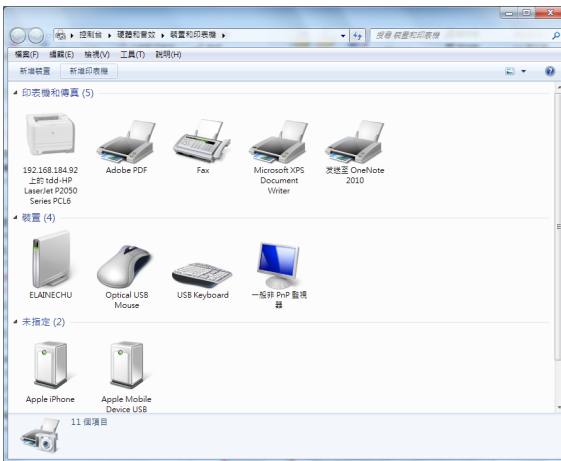 控制台 ▸ 硬體和音效 ▸ 裝置和印表機 ▸
搜尋 裝置和印表機
檔案(F) 編輯(E) 檢視(V) 工具(T) 說明(H)
新增裝置 新增印表機
印表機和傳真 (5)
192.168.184.92
上的 tdd-HP
LaserJet P2050
Series PCL6
Adobe PDF
Fax
Microsoft XPS
Document
Writer
发送至 OneNote
2010
裝置 (4)
ELAINECHU
Optical USB
Mouse
USB Keyboard
一般非 PnP 監視
器
未指定 (2)
Apple iPhone
Apple Mobile
Device USB
11 個項目